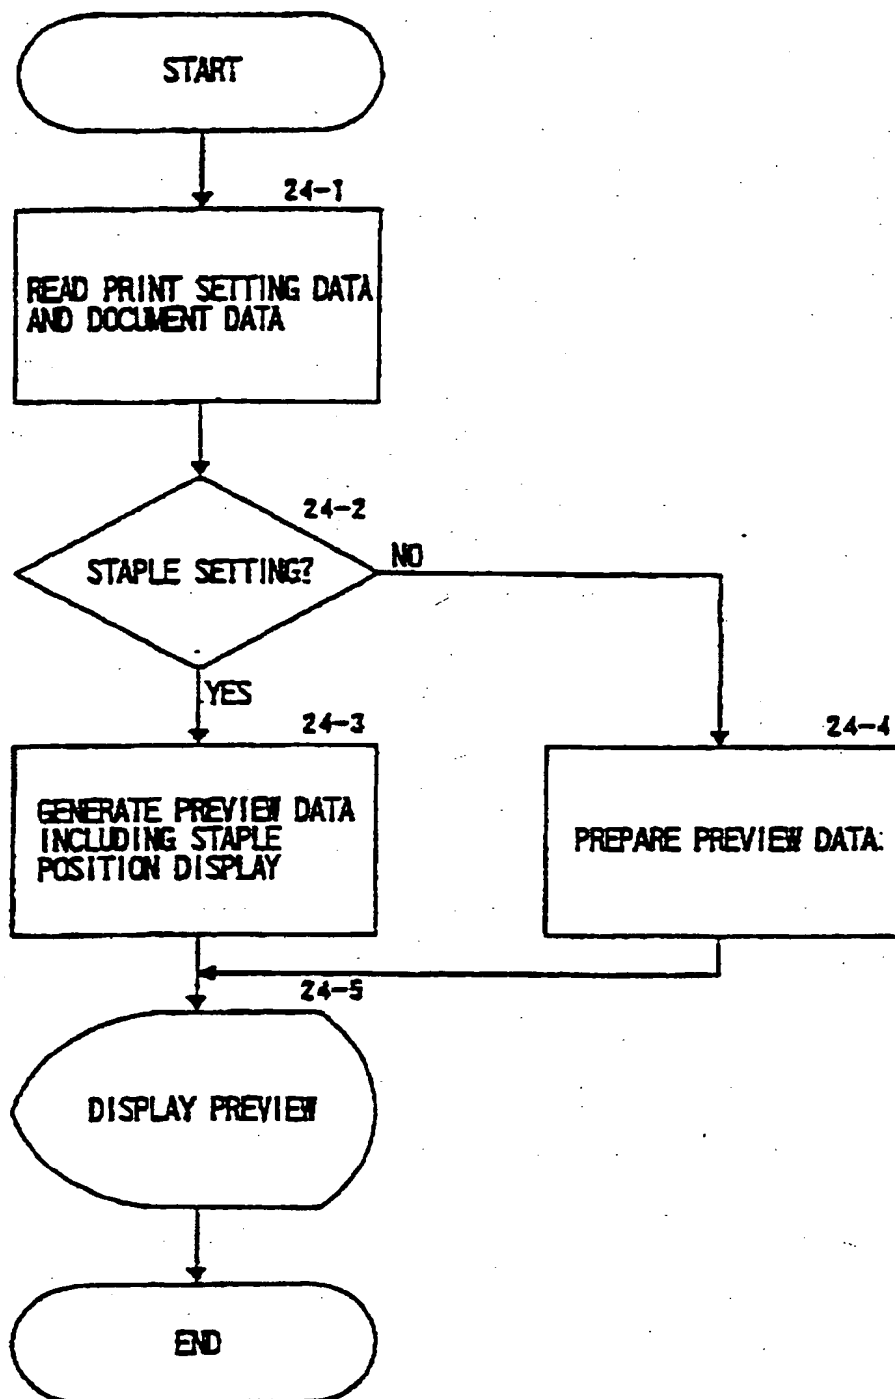 START
24-1
READ PRINT SETTING DATA
AND DOCUMENT DATA
24-2
STAPLE SETTING?
NO
YES
24-3
GENERATE PREVIEW DATA
INCLUDING STAPLE
POSITION DISPLAY
24-4
PREPARE PREVIEW DATA
24-5
DISPLAY PREVIEW
END